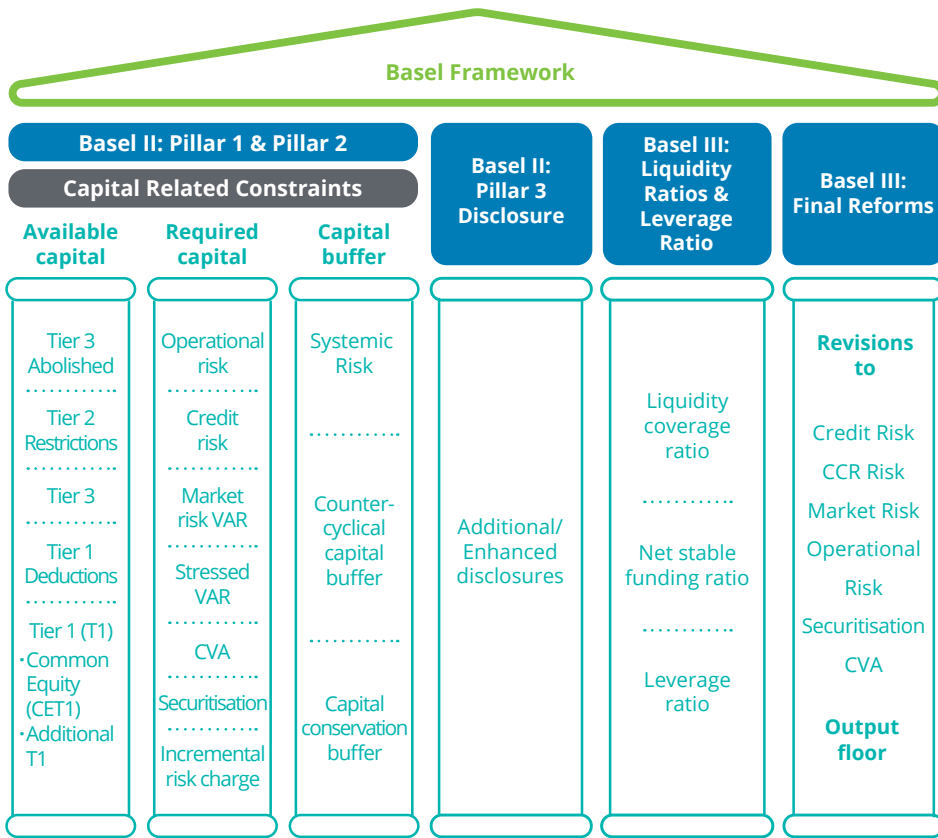 Basel Framework
Basel II: Pillar 1 & Pillar 2
Capital Related Constraints
Available
capital
Required
capital
Capital
buffer
Basel II:
Pillar 3
Disclosure
Basel III:
Liquidity
Ratios &
Leverage
Ratio
Basel III:
Final Reforms
Tier 3
Abolished
Tier 2
Restrictions
Tier 3
Tier 1
Deductions
Tier 1 (T1)
·Common
Equity
(CET1)
·Additional
T1
Operational
risk
Credit
risk
Market
risk VAR
Stressed
VAR
CVA
Securitisation
Incremental
risk charge
Systemic
Risk
Counter-
cyclical
capital
buffer
Capital
conservation
buffer
Additional/
Enhanced
disclosures
Liquidity
coverage
ratio
Net stable
funding ratio
Leverage
ratio
Revisions
to
Credit Risk
CCR Risk
Market Risk
Operational
Risk
Securitisation
CVA
Output
floor